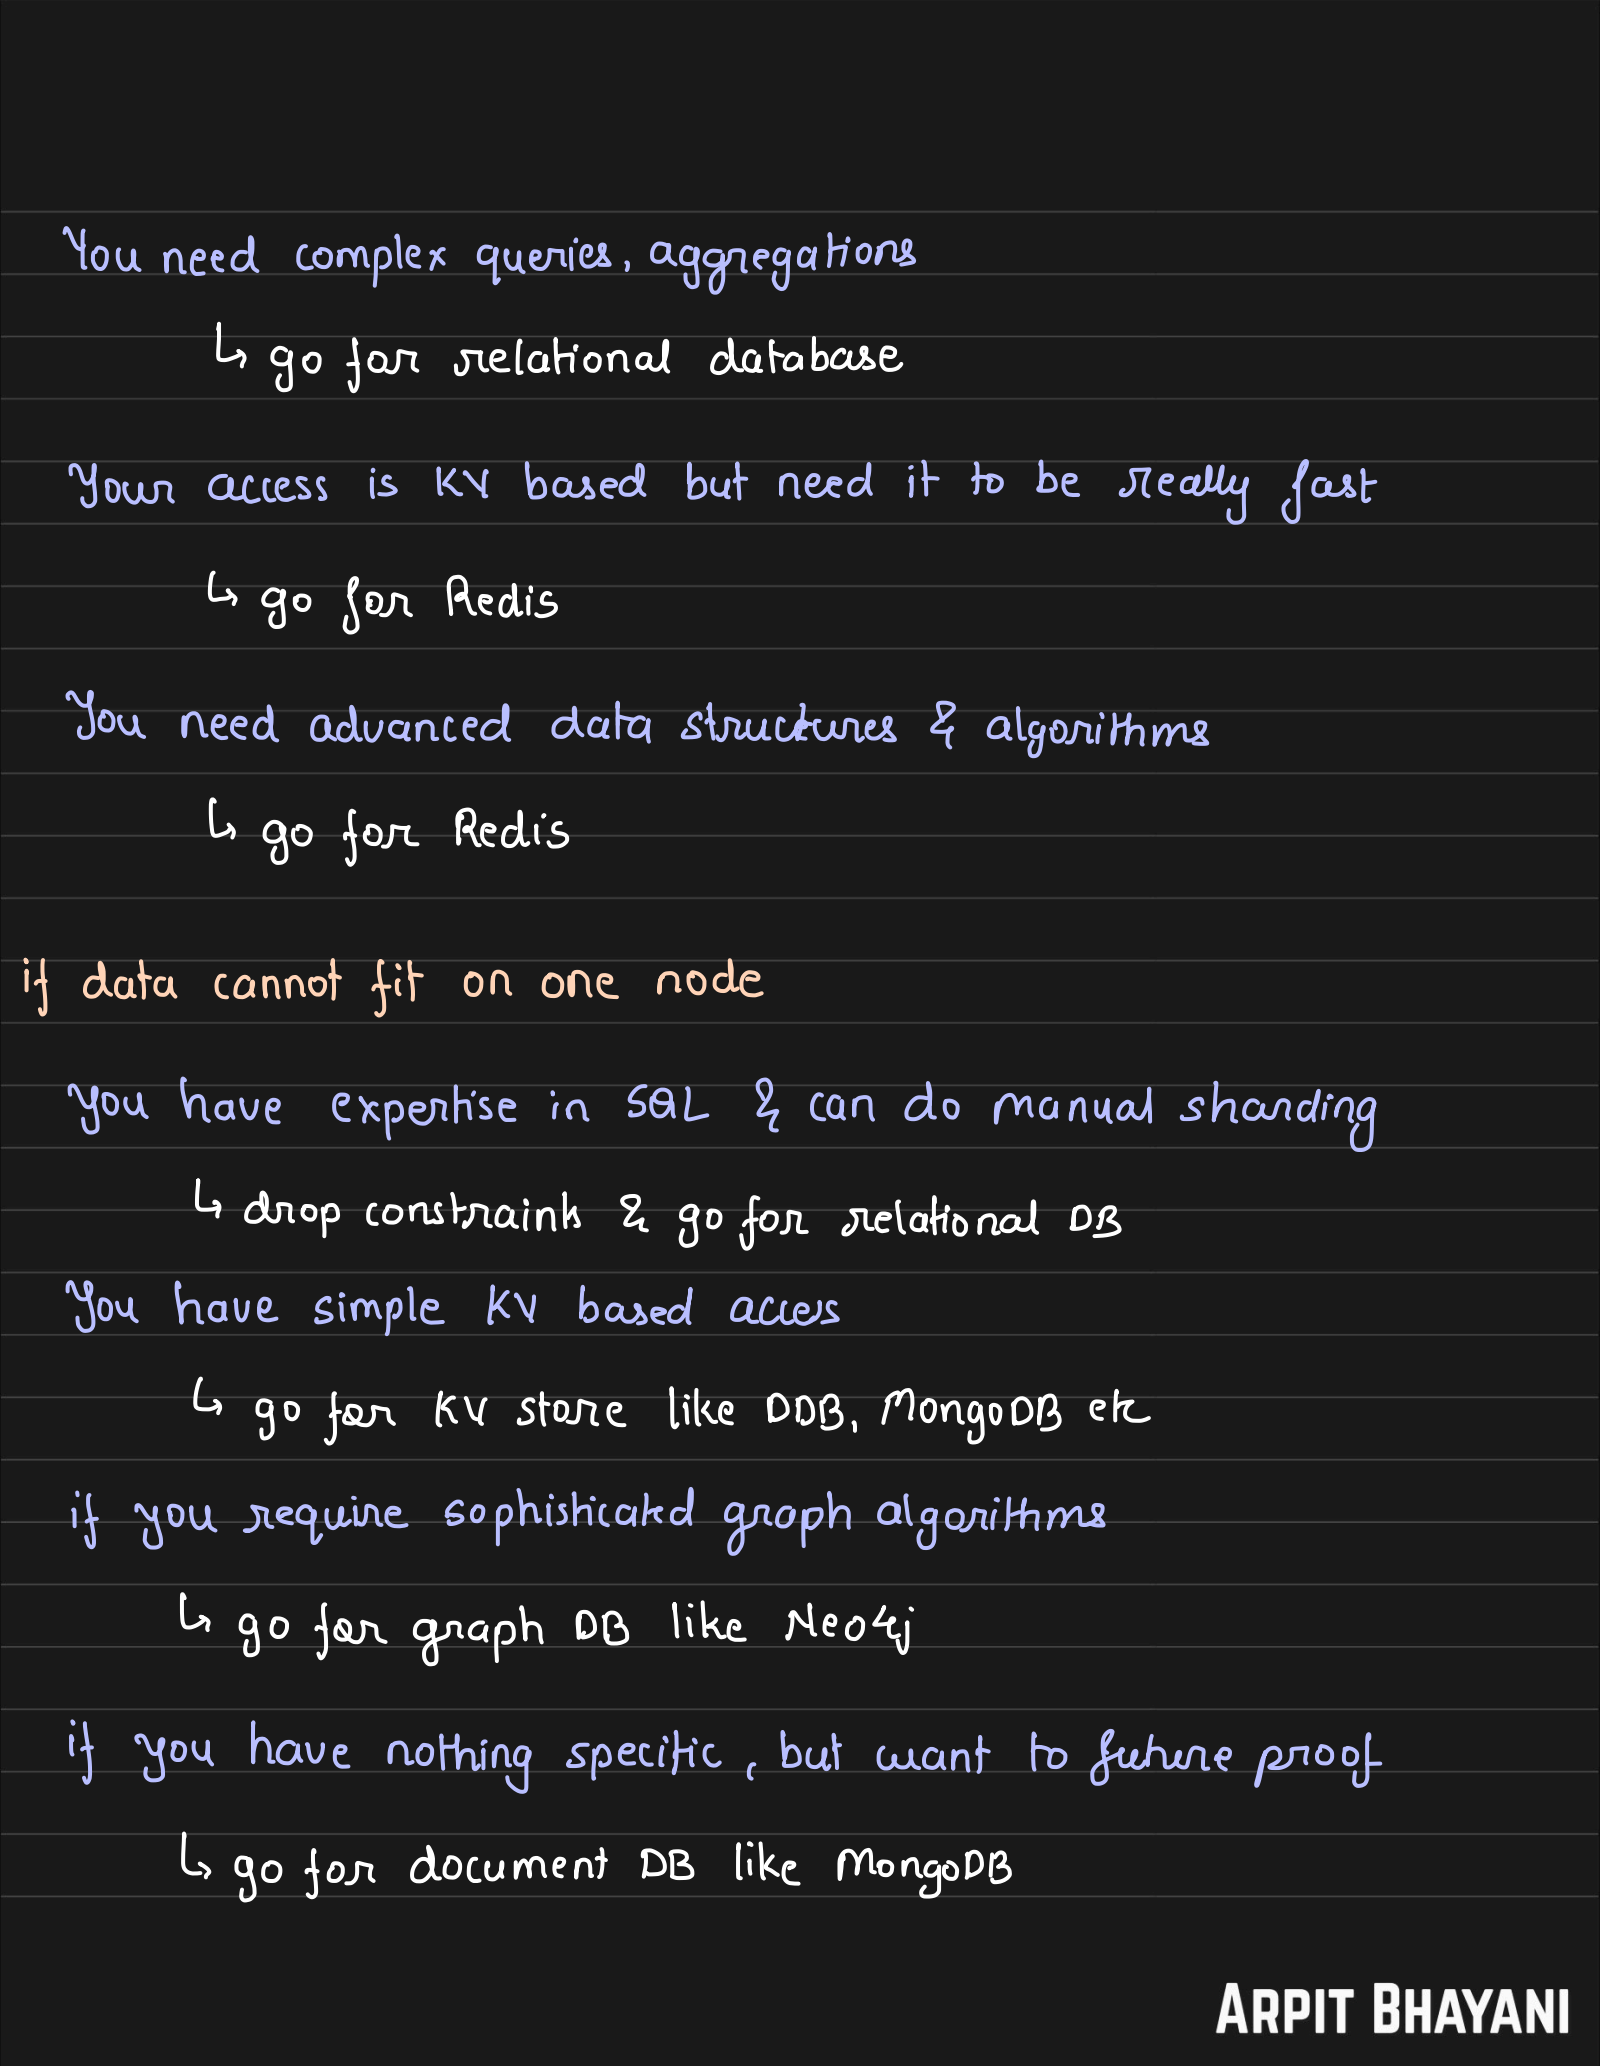 You need complex queries, aggregations
↳ go for relational database
Your access is KV based but need it to be really fast
↳ go for Redis
You need advanced data structures & algorithms
↳ go for Redis
if data cannot fit on one node
You have expertise in SQL & can do manual sharding
↳ drop constraints & go for relational DB
You have simple KV based access
↳ go for KV store like DDB, MongoDB etc
if you require sophisticated graph algorithms
↳ go for graph DB like Neo4j
if you have nothing specific, but want to future proof
↳ go for document DB like MongoDB
ARPIT BHAYANI